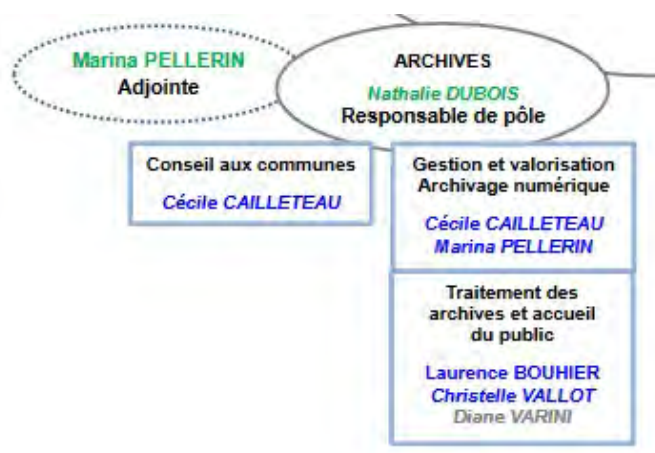 Marina PELLERIN
Adjointe
ARCHIVES
Nathalie DUBOIS
Responsable de pôle
Conseil aux communes
Cécile CAILLETEAU
Gestion et valorisation
Archivage numérique
Cécile CAILLETEAU
Marina PELLERIN
Traitement des
archives et accueil
du public
Laurence BOUHIER
Christelle VALLOT
Diane VARINI